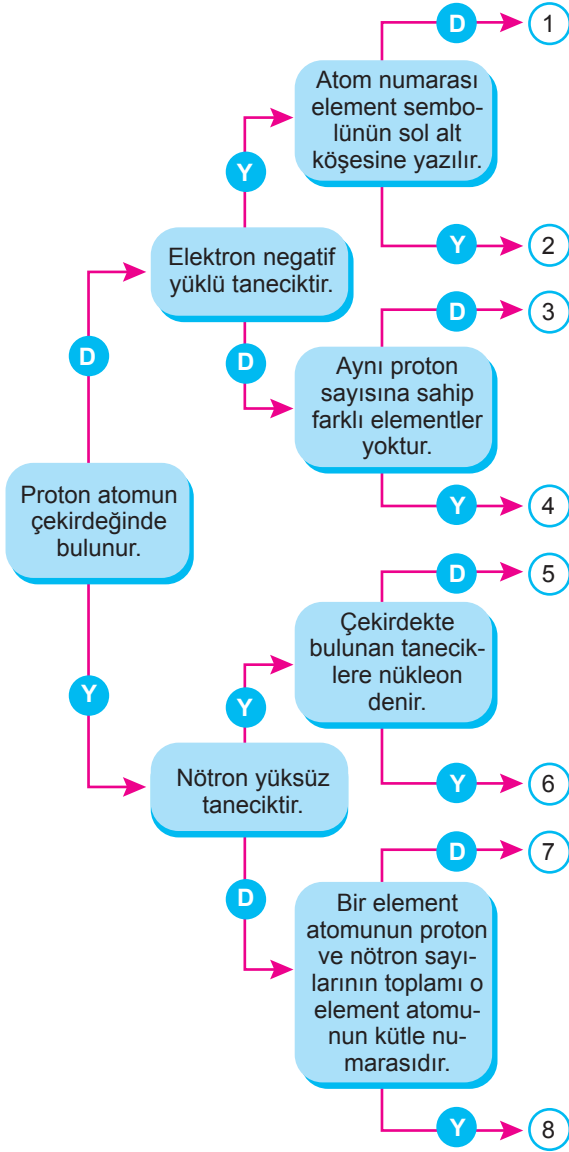 D
1
Atom numarası
element sembo-
lünün sol alt
köşesine yazılır.
Y
Y
2
Elektron negatif
yüklü taneciktir.
D
3
D
D
Aynı proton
sayısına sahip
farklı elementler
yoktur.
Y
4
Proton atomun
çekirdeğinde
bulunur.
D
5
Çekirdekte
bulunan tanecik-
lere nükleon
denir.
Y
Y
Y
6
Nötron yüksüz
taneciktir.
D
7
D
Bir element
atomunun proton
ve nötron sayı-
larının toplamı o
element atomu-
nun kütle nu-
marasıdır.
Y
8